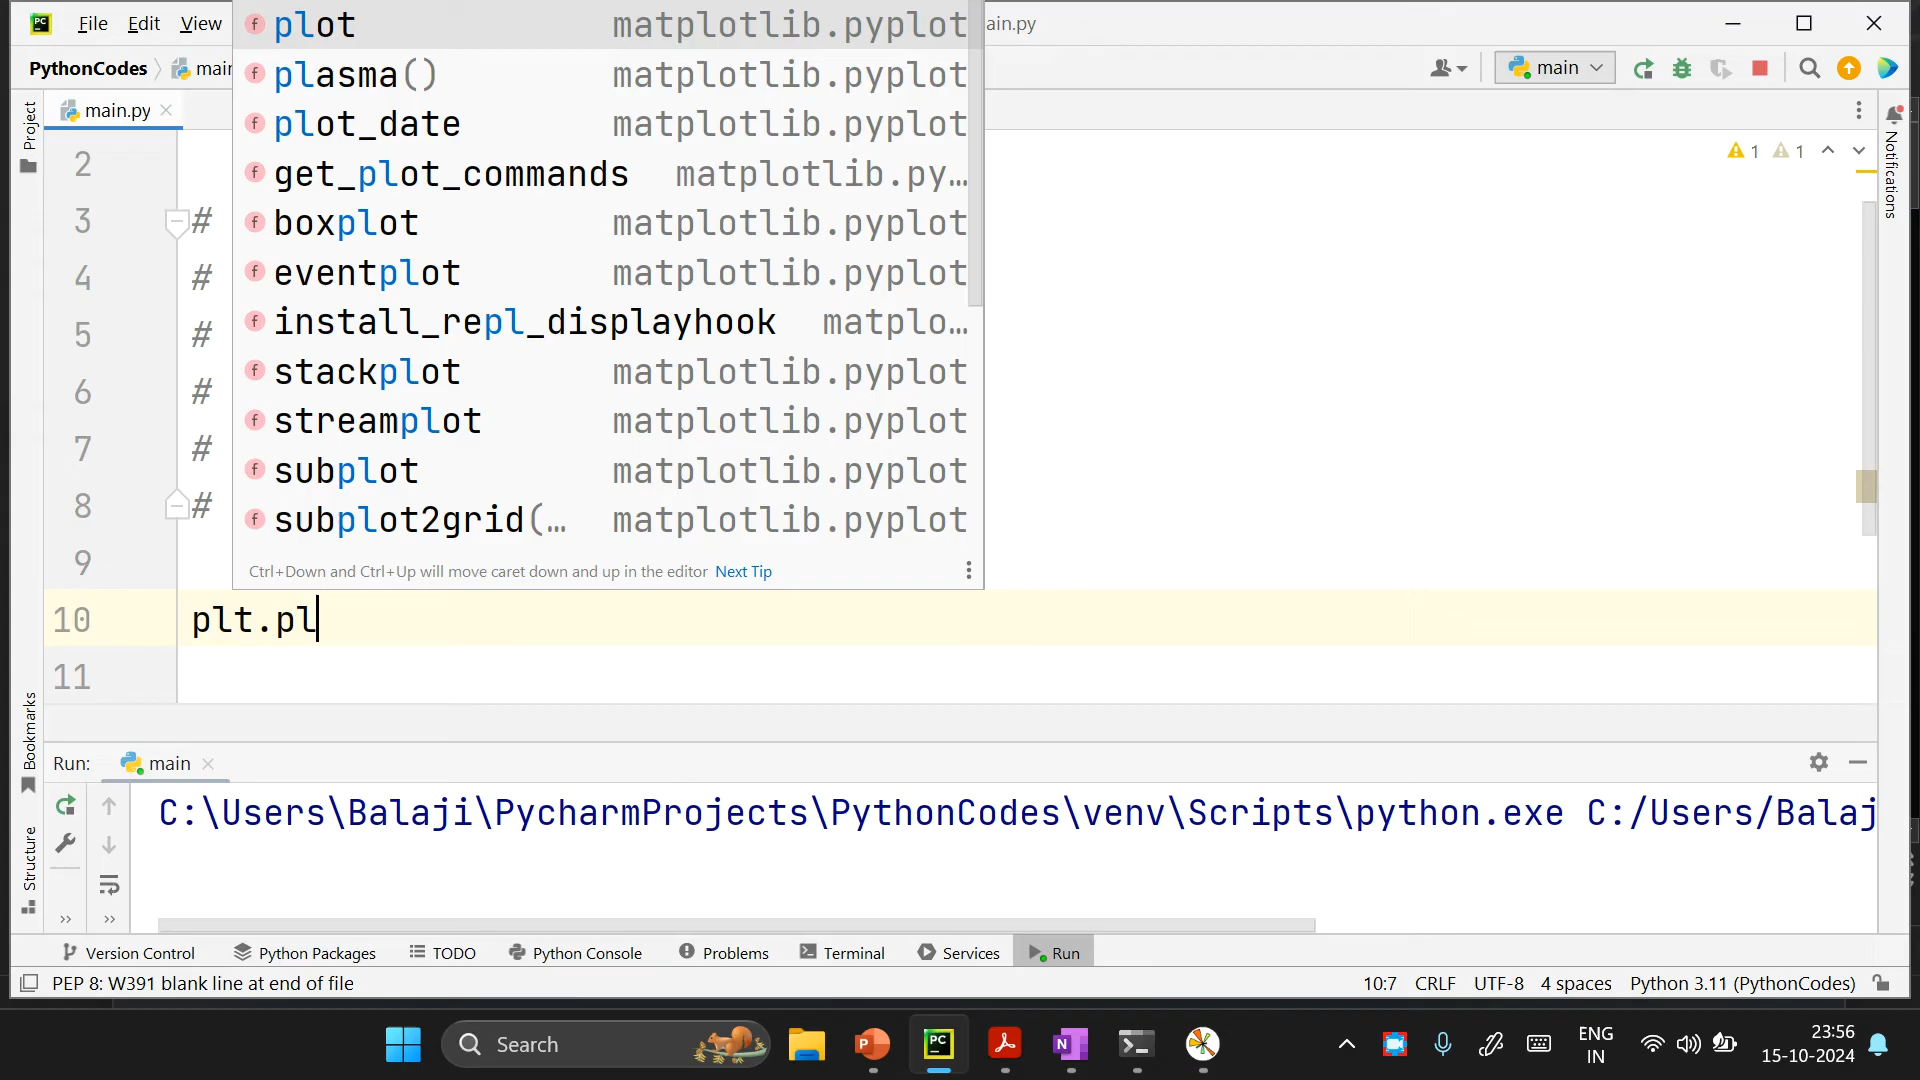 PC File Edit View ain.py
PythonCodes main
main
main.py
1 1
Project
Notifications
Bookmarks
Structure
plot matplotlib.pyplot
plasma() matplotlib.pyplot
plot_date matplotlib.pyplot
get_plot_commands matplotlib.py…
boxplot matplotlib.pyplot
eventplot matplotlib.pyplot
install_repl_displayhook matplo…
stackplot matplotlib.pyplot
streamplot matplotlib.pyplot
subplot matplotlib.pyplot
subplot2grid(… matplotlib.pyplot
Ctrl+Down and Ctrl+Up will move caret down and up in the editor Next Tip
2
3 #
4 #
5 #
6 #
7 #
8 #
9
10 plt.pl
11
Run: main
C:\Users\Balaji\PycharmProjects\PythonCodes\venv\Scripts\python.exe C:/Users/Balaj
Version Control Python Packages TODO Python Console Problems Terminal Services Run
PEP 8: W391 blank line at end of file 10:7 CRLF UTF-8 4 spaces Python 3.11 (PythonCodes)
Search
ENG
IN
23:56
15-10-2024